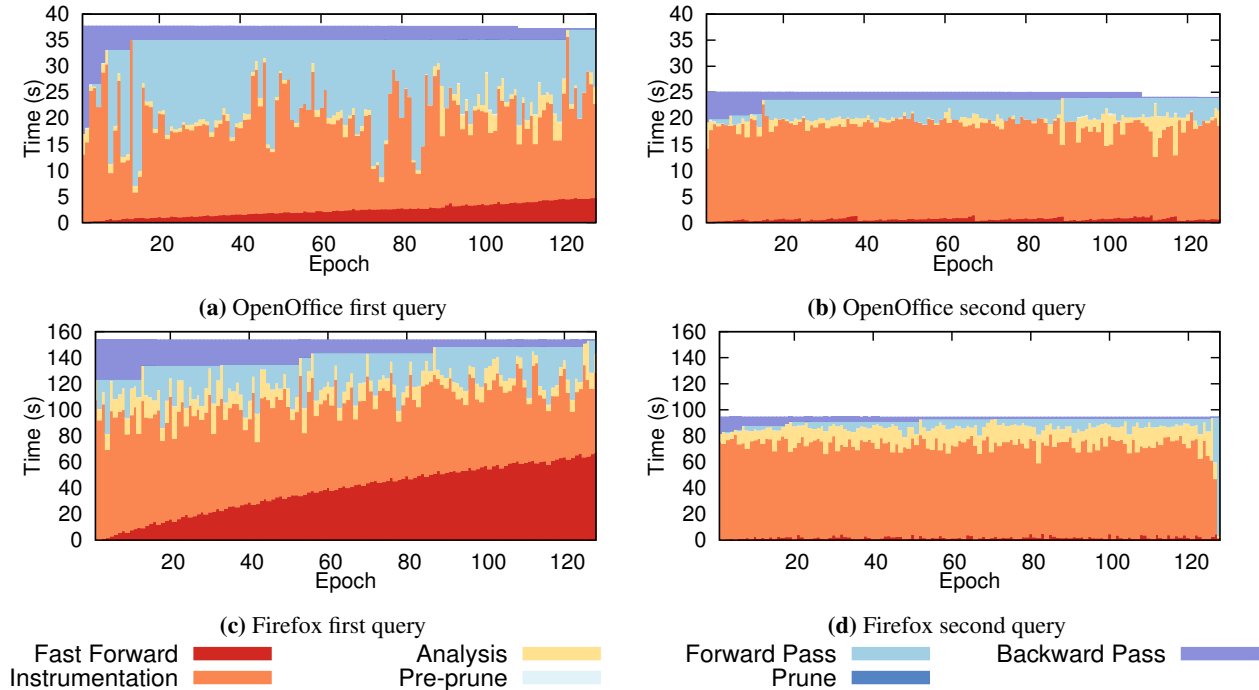 40
35
30
25
20
15
10
5
0
Time (s)
20 40 60 80 100 120
Epoch
(a) OpenOffice first query
40
35
30
25
20
15
10
5
0
Time (s)
20 40 60 80 100 120
Epoch
(b) OpenOffice second query
160
140
120
100
80
60
40
20
0
Time (s)
20 40 60 80 100 120
Epoch
(c) Firefox first query
160
140
120
100
80
60
40
20
0
Time (s)
20 40 60 80 100 120
Epoch
(d) Firefox second query
Fast Forward Analysis Forward Pass Backward Pass
Instrumentation Pre-prune Prune